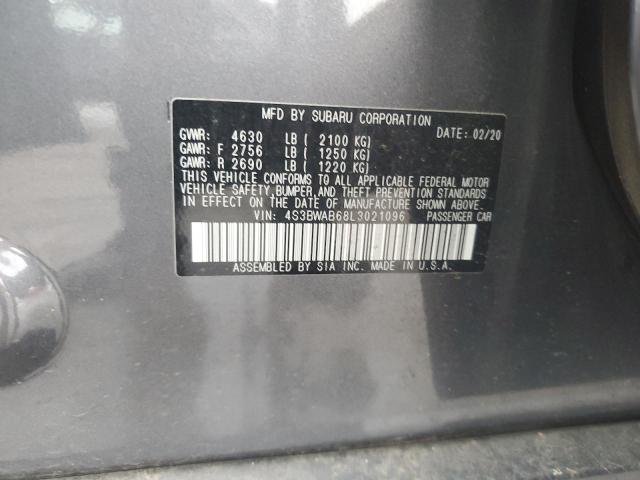 MFD BY SUBARU CORPORATION
GVWR: 4630 LB ( 2100 KG) DATE: 02/20
GAWR: F 2756 LB ( 1250 KG)
GAWR: R 2690 LB ( 1220 KG)
THIS VEHICLE CONFORMS TO ALL APPLICABLE FEDERAL MOTOR
VEHICLE SAFETY, BUMPER, AND THEFT PREVENTION STANDARDS
IN EFFECT ON THE DATE OF MANUFACTURE SHOWN ABOVE.
VIN: 4S3BWAB68L3021096 PASSENGER CAR
ASSEMBLED BY SIA INC. MADE IN U.S.A.